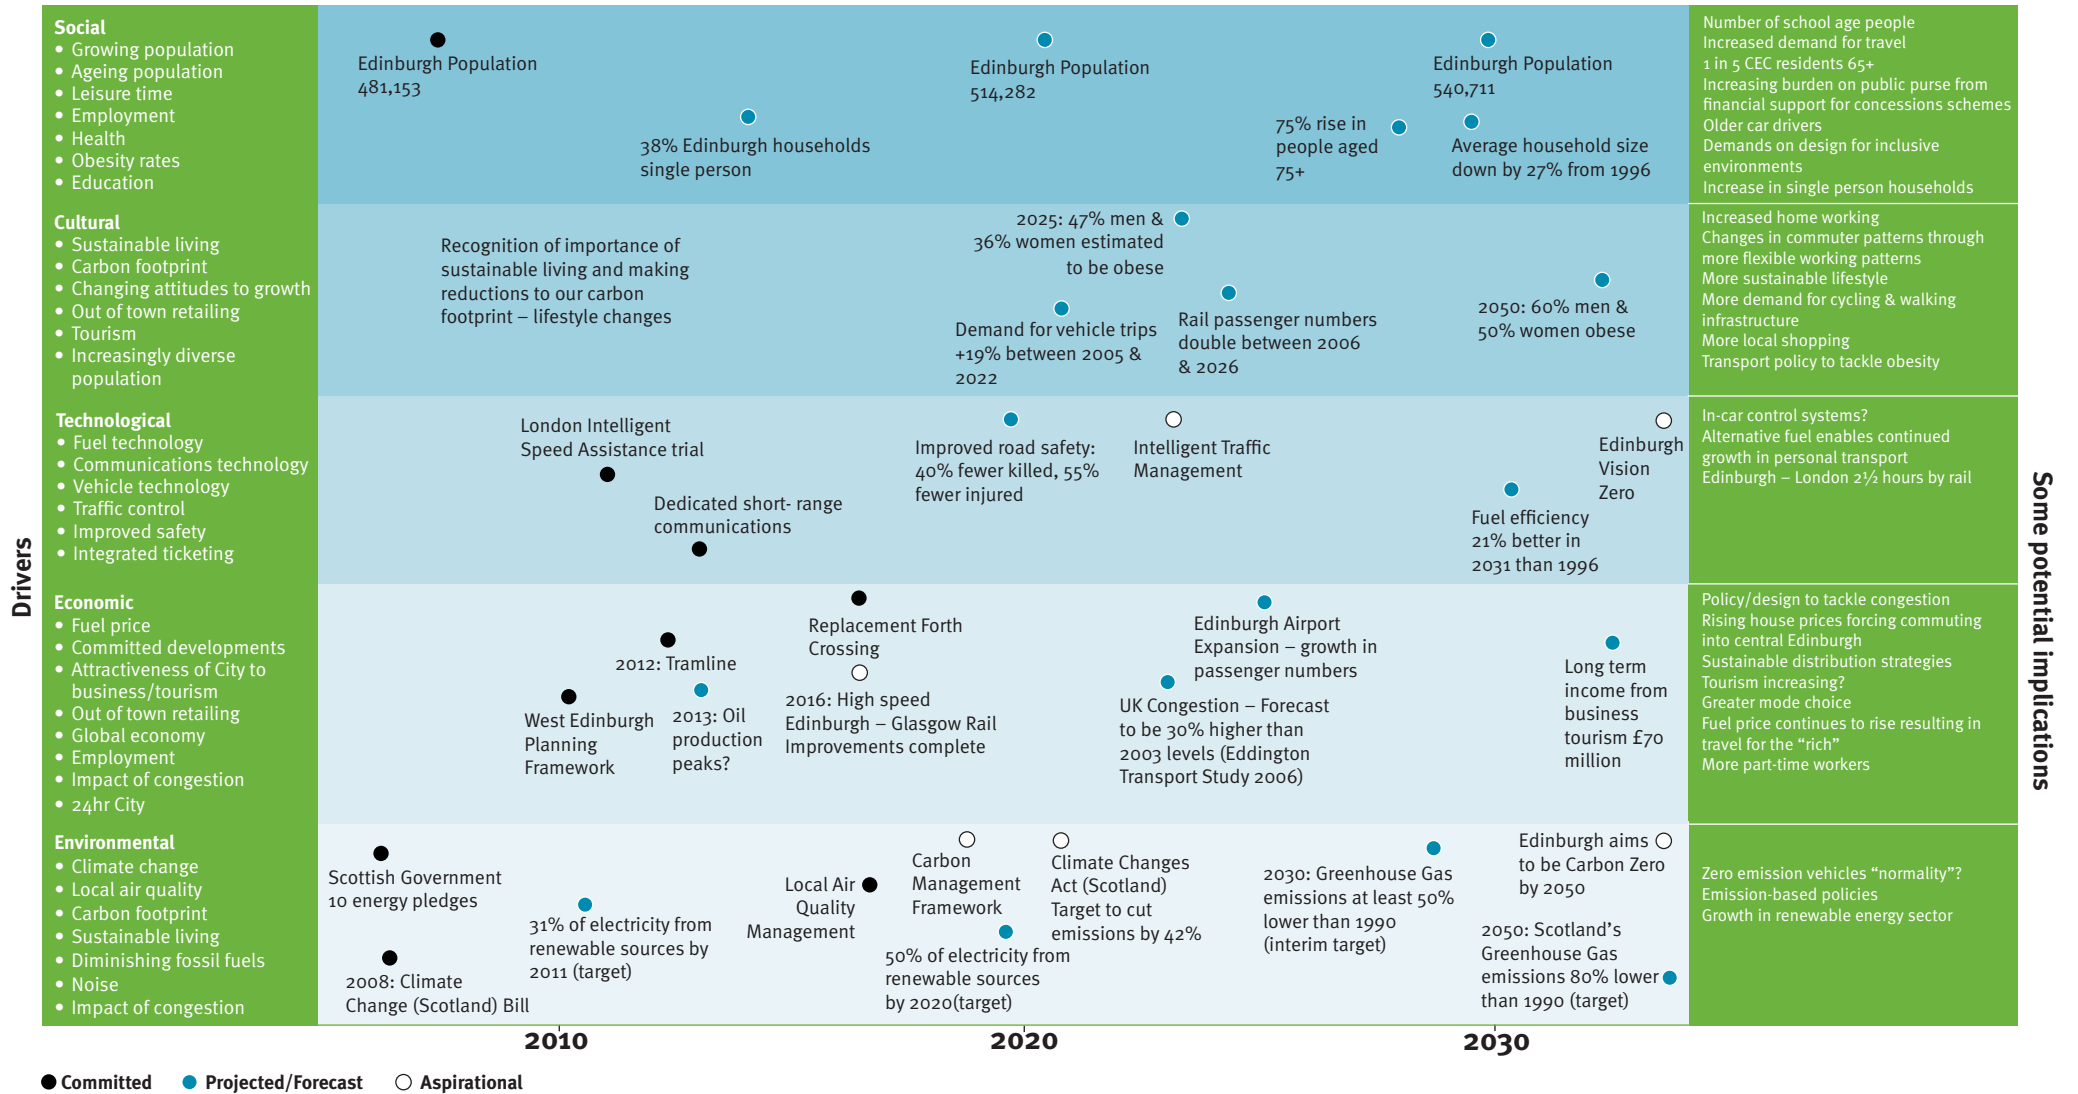 Drivers
Social
• Growing population
• Ageing population
• Leisure time
• Employment
• Health
• Obesity rates
• Education
Edinburgh Population
481,153
38% Edinburgh households
single person
Edinburgh Population
514,282
75% rise in
people aged
75+
Edinburgh Population
540,711
Average household size
down by 27% from 1996
Number of school age people
Increased demand for travel
1 in 5 CEC residents 65+
Increasing burden on public purse from
financial support for concessions schemes
Older car drivers
Demands on design for inclusive
environments
Increase in single person households
Cultural
• Sustainable living
• Carbon footprint
• Changing attitudes to growth
• Out of town retailing
• Tourism
• Increasingly diverse
population
Recognition of importance of
sustainable living and making
reductions to our carbon
footprint – lifestyle changes
2025: 47% men &
36% women estimated
to be obese
Demand for vehicle trips
+19% between 2005 &
2022
Rail passenger numbers
double between 2006
& 2026
2050: 60% men &
50% women obese
Increased home working
Changes in commuter patterns through
more flexible working patterns
More sustainable lifestyle
More demand for cycling & walking
infrastructure
More local shopping
Transport policy to tackle obesity
Technological
• Fuel technology
• Communications technology
• Vehicle technology
• Traffic control
• Improved safety
• Integrated ticketing
London Intelligent
Speed Assistance trial
Dedicated short- range
communications
Improved road safety:
40% fewer killed, 55%
fewer injured
Intelligent Traffic
Management
Fuel efficiency
21% better in
2031 than 1996
Edinburgh
Vision
Zero
In-car control systems?
Alternative fuel enables continued
growth in personal transport
Edinburgh – London 2½ hours by rail
Economic
• Fuel price
• Committed developments
• Attractiveness of City to
business/tourism
• Out of town retailing
• Global economy
• Employment
• Impact of congestion
• 24hr City
West Edinburgh
Planning
Framework
2012: Tramline
2013: Oil
production
peaks?
Replacement Forth
Crossing
2016: High speed
Edinburgh – Glasgow Rail
Improvements complete
Edinburgh Airport
Expansion – growth in
passenger numbers
UK Congestion – Forecast
to be 30% higher than
2003 levels (Eddington
Transport Study 2006)
Long term
income from
business
tourism £70
million
Policy/design to tackle congestion
Rising house prices forcing commuting
into central Edinburgh
Sustainable distribution strategies
Tourism increasing?
Greater mode choice
Fuel price continues to rise resulting in
travel for the “rich”
More part-time workers
Environmental
• Climate change
• Local air quality
• Carbon footprint
• Sustainable living
• Diminishing fossil fuels
• Noise
• Impact of congestion
Scottish Government
10 energy pledges
2008: Climate
Change (Scotland) Bill
31% of electricity from
renewable sources by
2011 (target)
Local Air
Quality
Management
Carbon
Management
Framework
50% of electricity from
renewable sources
by 2020(target)
Climate Changes
Act (Scotland)
Target to cut
emissions by 42%
2030: Greenhouse Gas
emissions at least 50%
lower than 1990
(interim target)
Edinburgh aims
to be Carbon Zero
by 2050
2050: Scotland’s
Greenhouse Gas
emissions 80% lower
than 1990 (target)
Zero emission vehicles “normality”?
Emission-based policies
Growth in renewable energy sector
Some potential implications
2010
2020
2030
Committed
Projected/Forecast
Aspirational